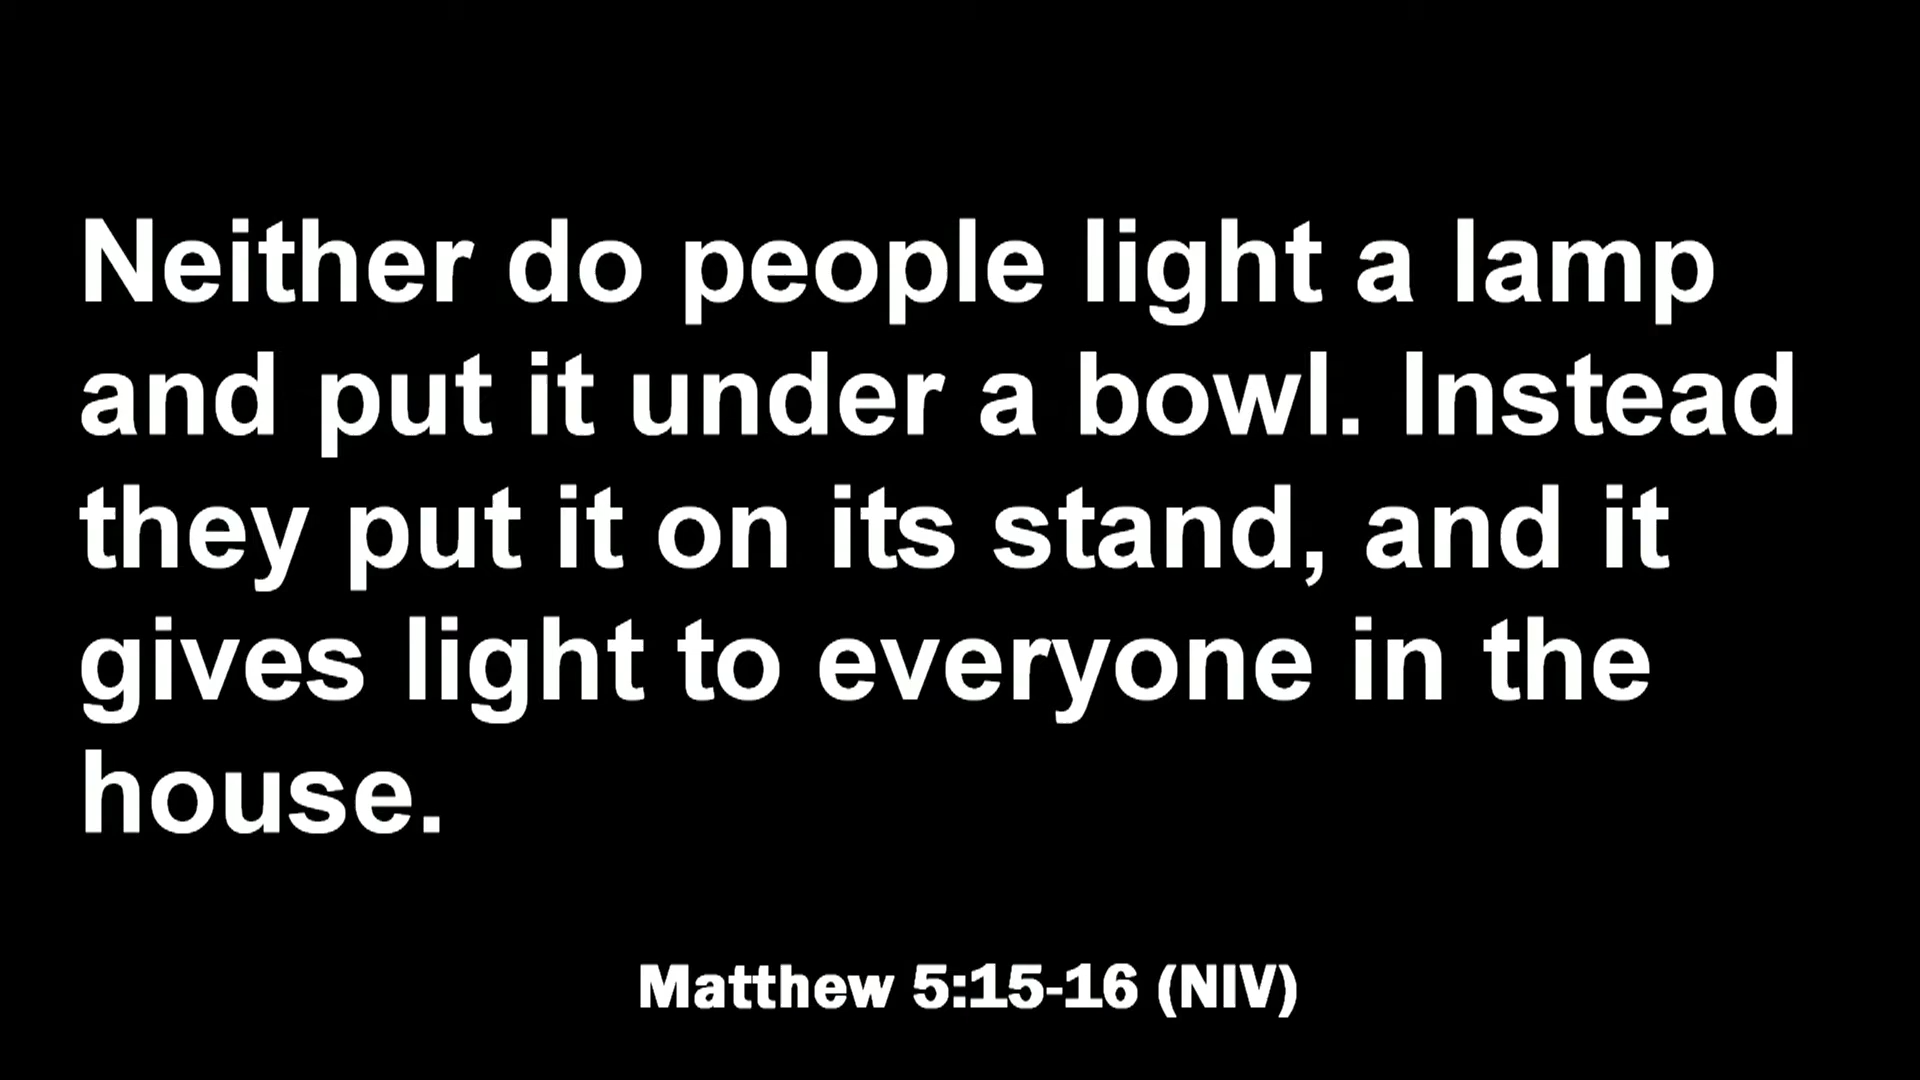 Neither do people light a lamp
and put it under a bowl. Instead
they put it on its stand, and it
gives light to everyone in the
house.
Matthew 5:15-16 (NIV)